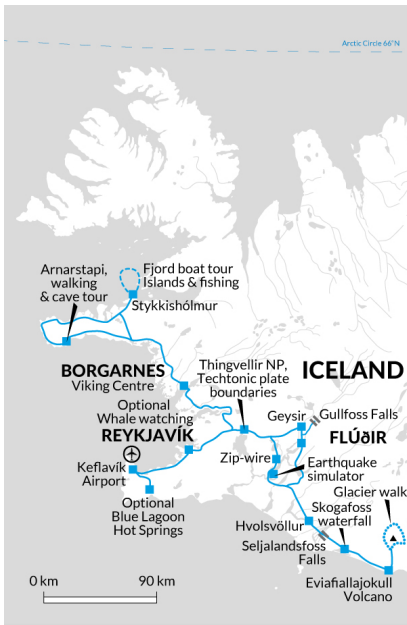 Arctic Circle 66°N
Arnarstapi,
walking
& cave tour
Fjord boat tour
Islands & fishing
Stykkishólmur
BORGARNES
Viking Centre
Thingvellir NP,
Techtonic plate
boundaries
ICELAND
Optional
Whale watching
Geysir
Gullfoss Falls
REYKJAVÍK
FLÚðIR
Keflavík
Airport
Zip-wire
Earthquake
simulator
Glacier walk
Optional
Blue Lagoon
Hot Springs
Skogafoss
waterfall
Hvolsvöllur
Seljalandsfoss
Falls
Eviafiallajokull
Volcano
0 km
90 km